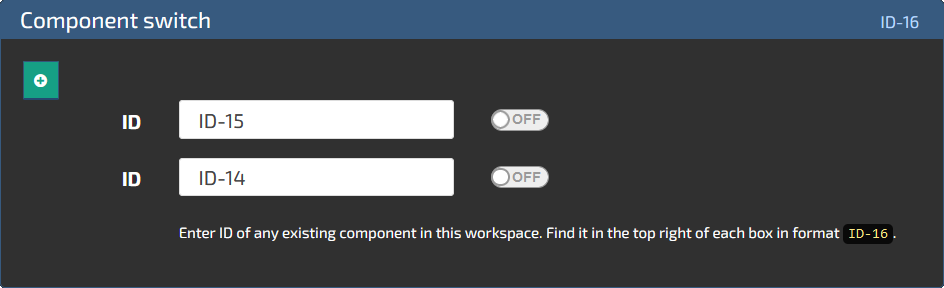 Component switch ID-16
ID ID-15 OFF
ID ID-14 OFF
Enter ID of any existing component in this workspace. Find it in the top right of each box in format ID-16.